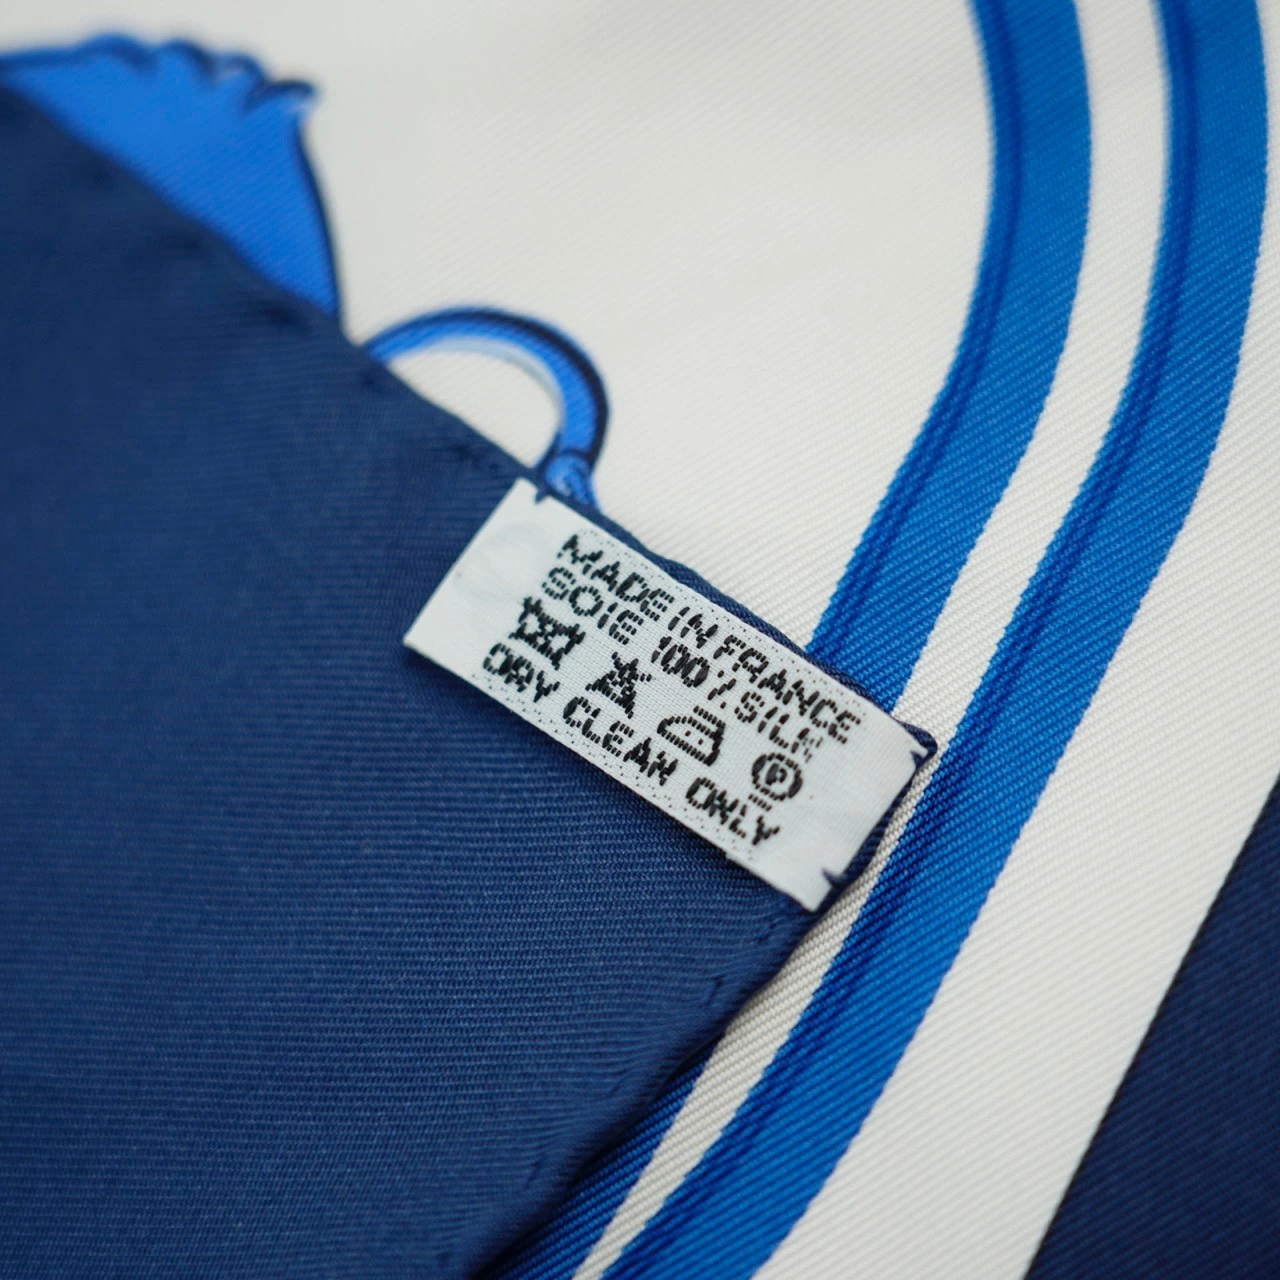 MADE IN FRANCE
SOIE 100% SILK
P
DRY CLEAN ONLY